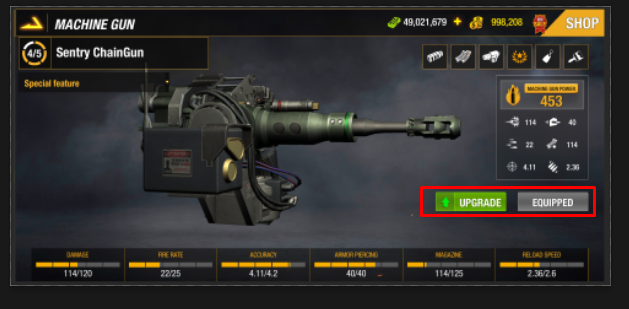 MACHINE GUN
49,021,679
998,208
SHOP
4/5
Sentry ChainGun
Special feature
MACHINE GUN POWER
453
114 40
22 114
4.11 2.36
UPGRADE EQUIPPED
DAMAGE FIRE RATE ACCURACY ARMOR PIERCING MAGAZINE RELOAD SPEED
114/120 22/25 4.11/4.2 40/40 114/125 2.36/2.6